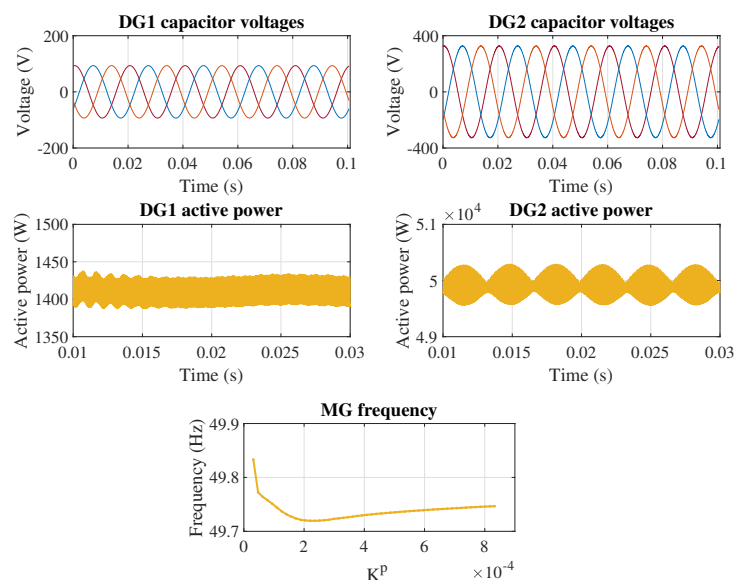 DG1 capacitor voltages
Voltage (V)
200
0
-200
0 0.02 0.04 0.06 0.08 0.1
Time (s)
DG2 capacitor voltages
Voltage (V)
400
0
-400
0 0.02 0.04 0.06 0.08 0.1
Time (s)
DG1 active power
Active power (W)
1500
1450
1400
1350
0.01 0.015 0.02 0.025 0.03
Time (s)
DG2 active power
×10⁴
Active power (W)
5.1
5
4.9
0.01 0.015 0.02 0.025 0.03
Time (s)
MG frequency
Frequency (Hz)
49.9
49.8
49.7
0 2 4 6 8
Kᵖ
×10⁻⁴